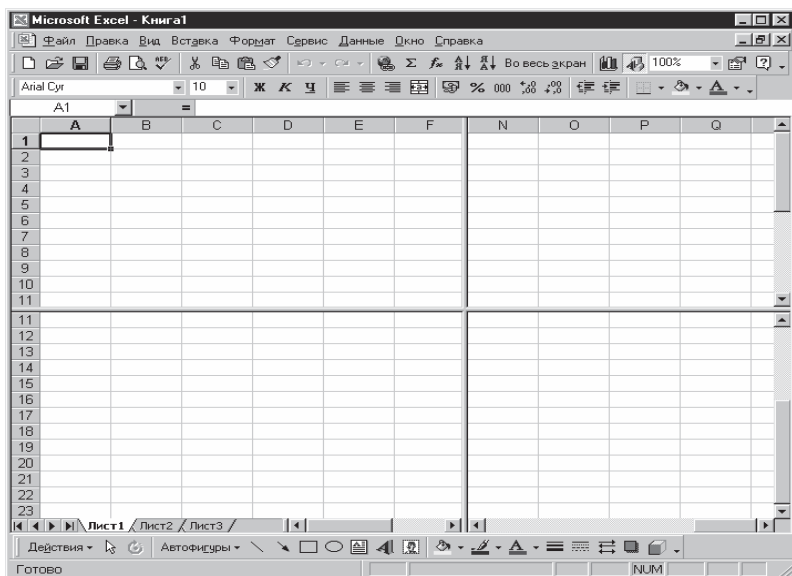 Microsoft Excel - Книга1
Файл Правка Вид Вставка Формат Сервис Данные Окно Справка
Во весь экран 100%
Arial Cyr 10 Ж К Ч % 000
A1 =
A B C D E F N O P Q
1
2
3
4
5
6
7
8
9
10
11
11
12
13
14
15
16
17
18
19
20
21
22
23
Лист1 Лист2 Лист3
Действия Автофигуры
Готово NUM